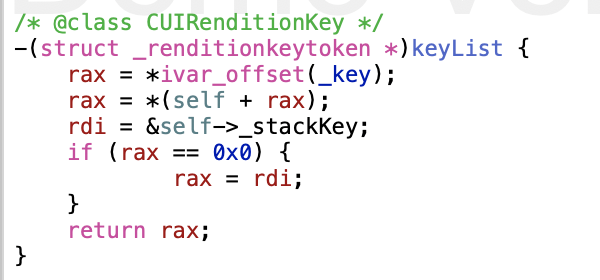 /* @class CUIRenditionKey */
-(struct _renditionkeytoken *)keyList {
    rax = *ivar_offset(_key);
    rax = *(self + rax);
    rdi = &self->_stackKey;
    if (rax == 0x0) {
            rax = rdi;
    }
    return rax;
}